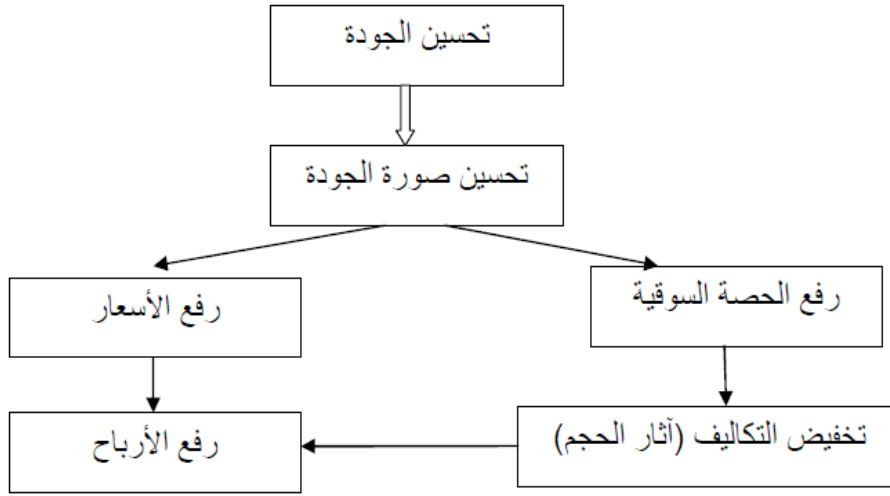 تحسين الجودة
تحسين صورة الجودة
رفع الحصة السوقية
رفع الأسعار
تخفيض التكاليف (آثار الحجم)
رفع الأرباح